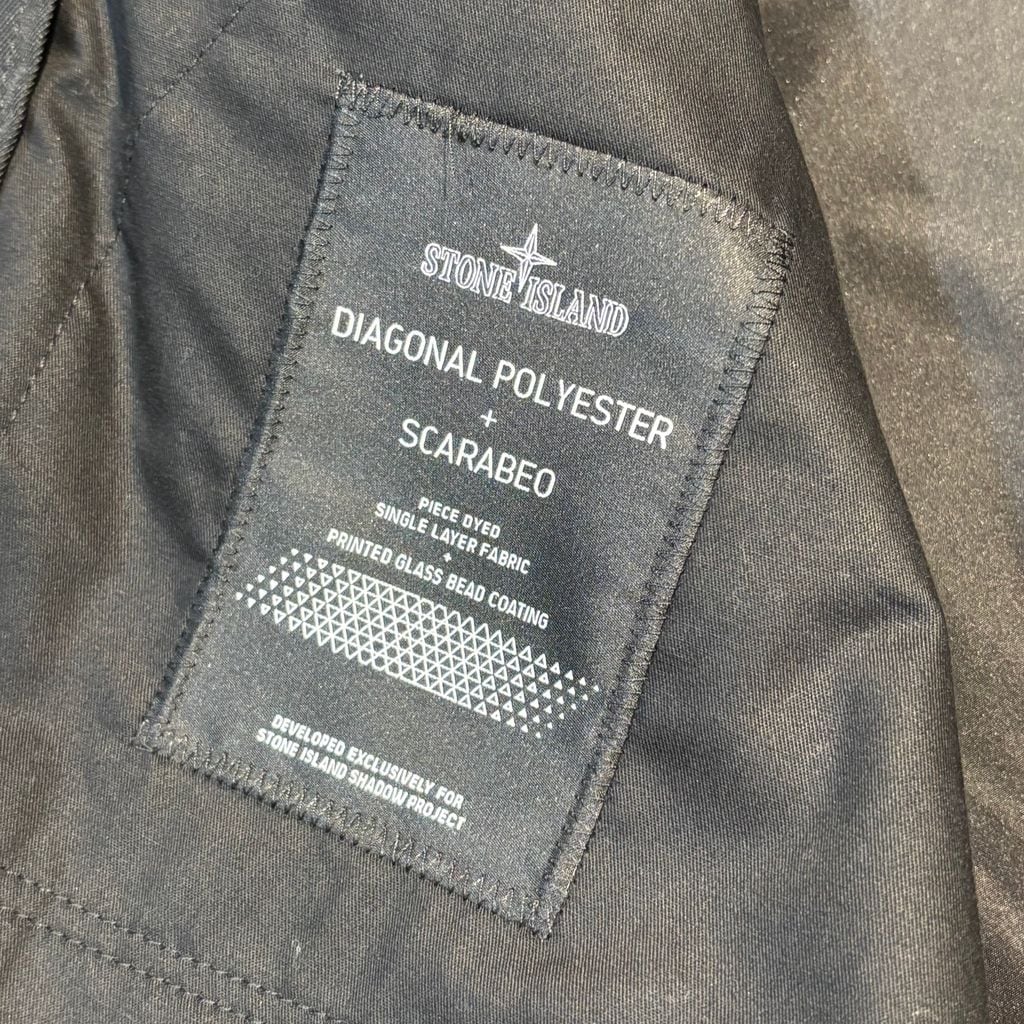 STONE ISLAND
DIAGONAL POLYESTER
+
SCARABEO
PIECE DYED
SINGLE LAYER FABRIC
+
PRINTED GLASS BEAD COATING
DEVELOPED EXCLUSIVELY FOR
STONE ISLAND SHADOW PROJECT